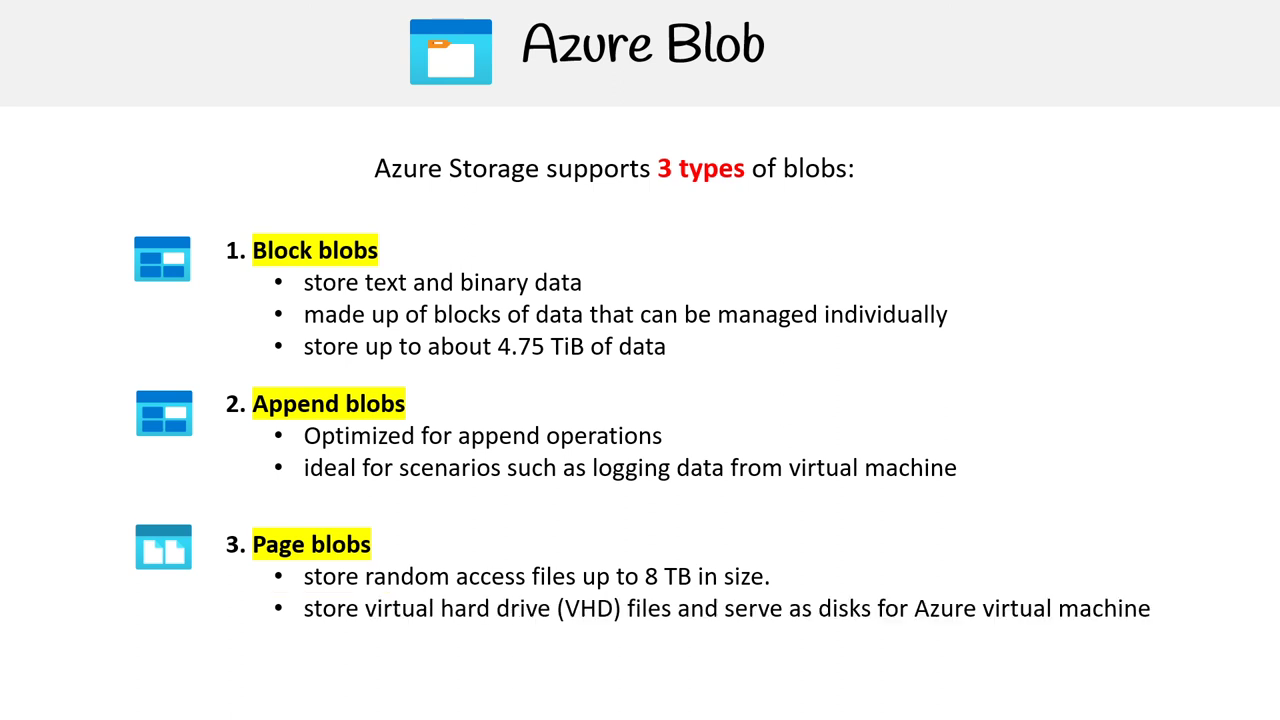 Azure Blob
Azure Storage supports 3 types of blobs:
1. Block blobs
• store text and binary data
• made up of blocks of data that can be managed individually
• store up to about 4.75 TiB of data
2. Append blobs
• Optimized for append operations
• ideal for scenarios such as logging data from virtual machine
3. Page blobs
• store random access files up to 8 TB in size.
• store virtual hard drive (VHD) files and serve as disks for Azure virtual machine